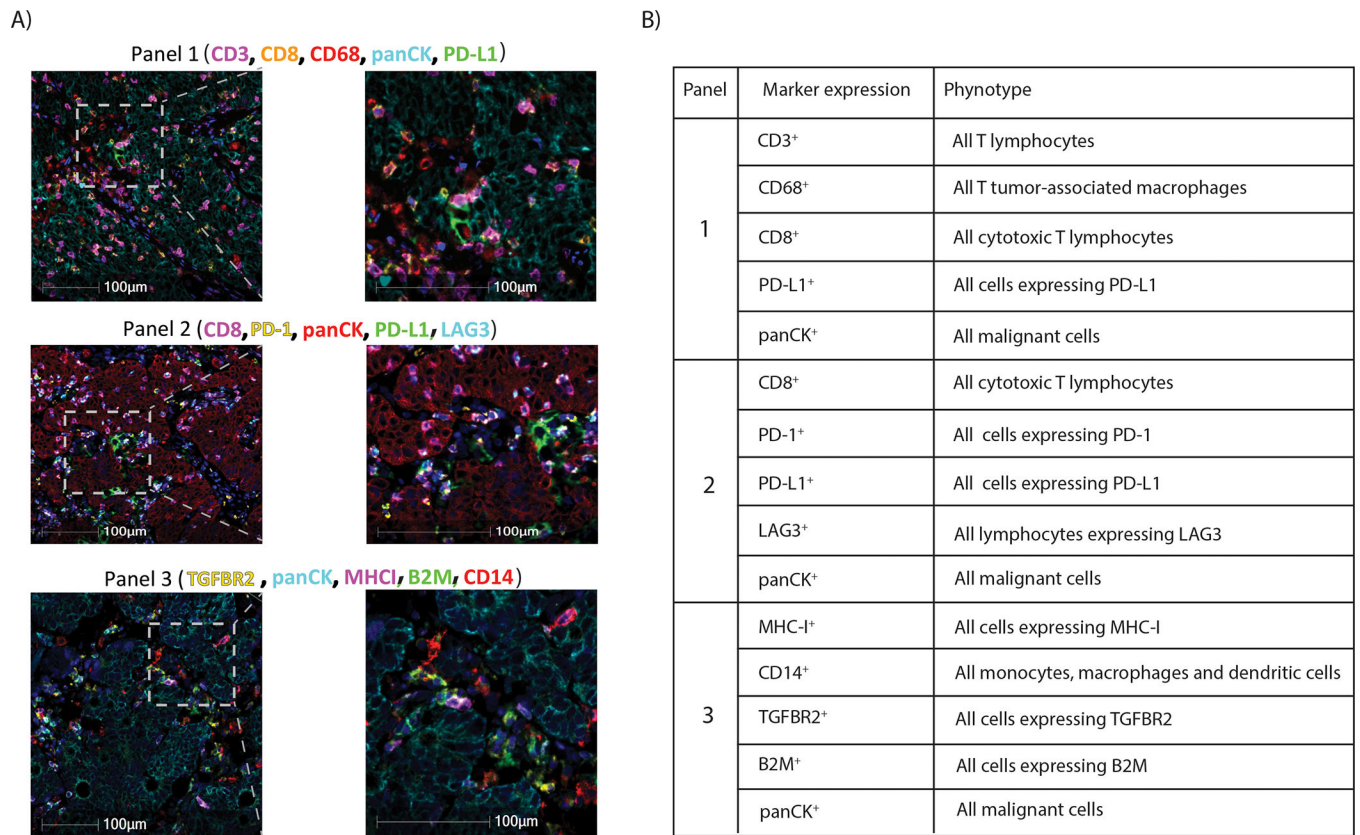 A)
Panel 1 (CD3, CD8, CD68, panCK, PD-L1)
100μm
100μm
Panel 2 (CD8, PD-1, panCK, PD-L1, LAG3)
100μm
100μm
Panel 3 (TGFBR2 , panCK, MHCI, B2M, CD14)
100μm
100μm
B)
Panel Marker expression Phynotype
1
CD3⁺ All T lymphocytes
CD68⁺ All T tumor-associated macrophages
CD8⁺ All cytotoxic T lymphocytes
PD-L1⁺ All cells expressing PD-L1
panCK⁺ All malignant cells
2
CD8⁺ All cytotoxic T lymphocytes
PD-1⁺ All cells expressing PD-1
PD-L1⁺ All cells expressing PD-L1
LAG3⁺ All lymphocytes expressing LAG3
panCK⁺ All malignant cells
3
MHC-I⁺ All cells expressing MHC-I
CD14⁺ All monocytes, macrophages and dendritic cells
TGFBR2⁺ All cells expressing TGFBR2
B2M⁺ All cells expressing B2M
panCK⁺ All malignant cells